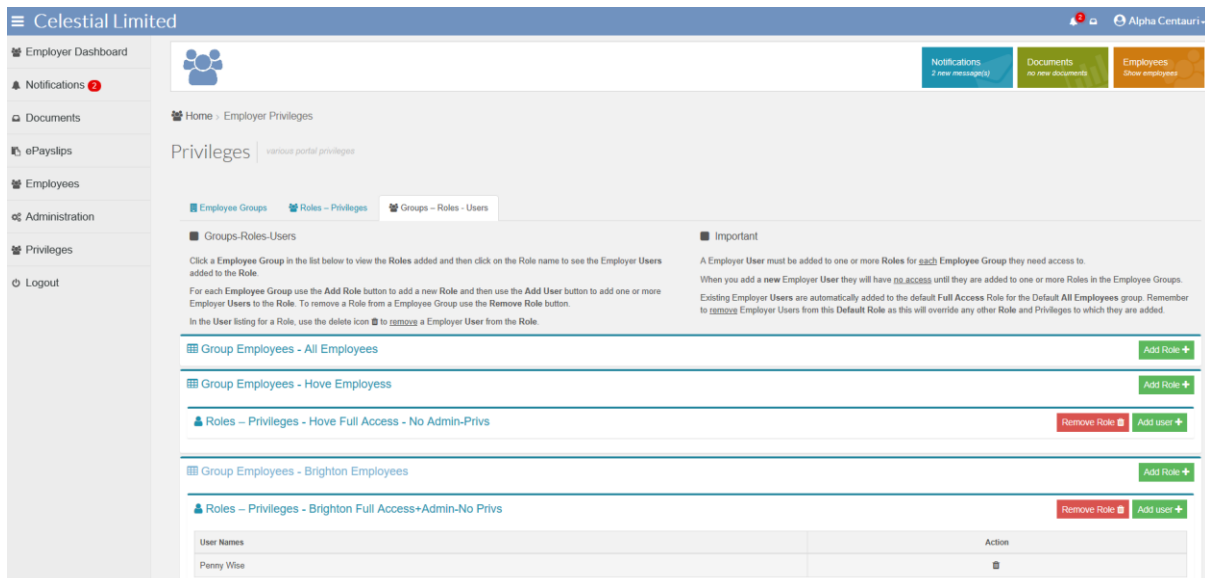 Celestial Limited
2
Alpha Centauri
Employer Dashboard
Notifications 2
Documents
ePayslips
Employees
Administration
Privileges
Logout
Notifications
2 new message(s)
Documents
no new documents
Employees
Show employees
Home > Employer Privileges
Privileges various portal privileges
Employee Groups Roles – Privileges Groups – Roles - Users
Groups-Roles-Users
Click a Employee Group in the list below to view the Roles added and then click on the Role name to see the Employer Users
added to the Role.
For each Employee Group use the Add Role button to add a new Role and then use the Add User button to add one or more
Employer Users to the Role. To remove a Role from a Employee Group use the Remove Role button.
In the User listing for a Role, use the delete icon to remove a Employer User from the Role.
Important
A Employer User must be added to one or more Roles for each Employee Group they need access to.
When you add a new Employer User they will have no access until they are added to one or more Roles in the Employee Groups.
Existing Employer Users are automatically added to the default Full Access Role for the Default All Employees group. Remember
to remove Employer Users from this Default Role as this will override any other Role and Privileges to which they are added.
Group Employees - All Employees Add Role +
Group Employees - Hove Employess Add Role +
Roles – Privileges - Hove Full Access - No Admin-Privs Remove Role Add user +
Group Employees - Brighton Employees Add Role +
Roles – Privileges - Brighton Full Access+Admin-No Privs Remove Role Add user +
User Names Action
Penny Wise